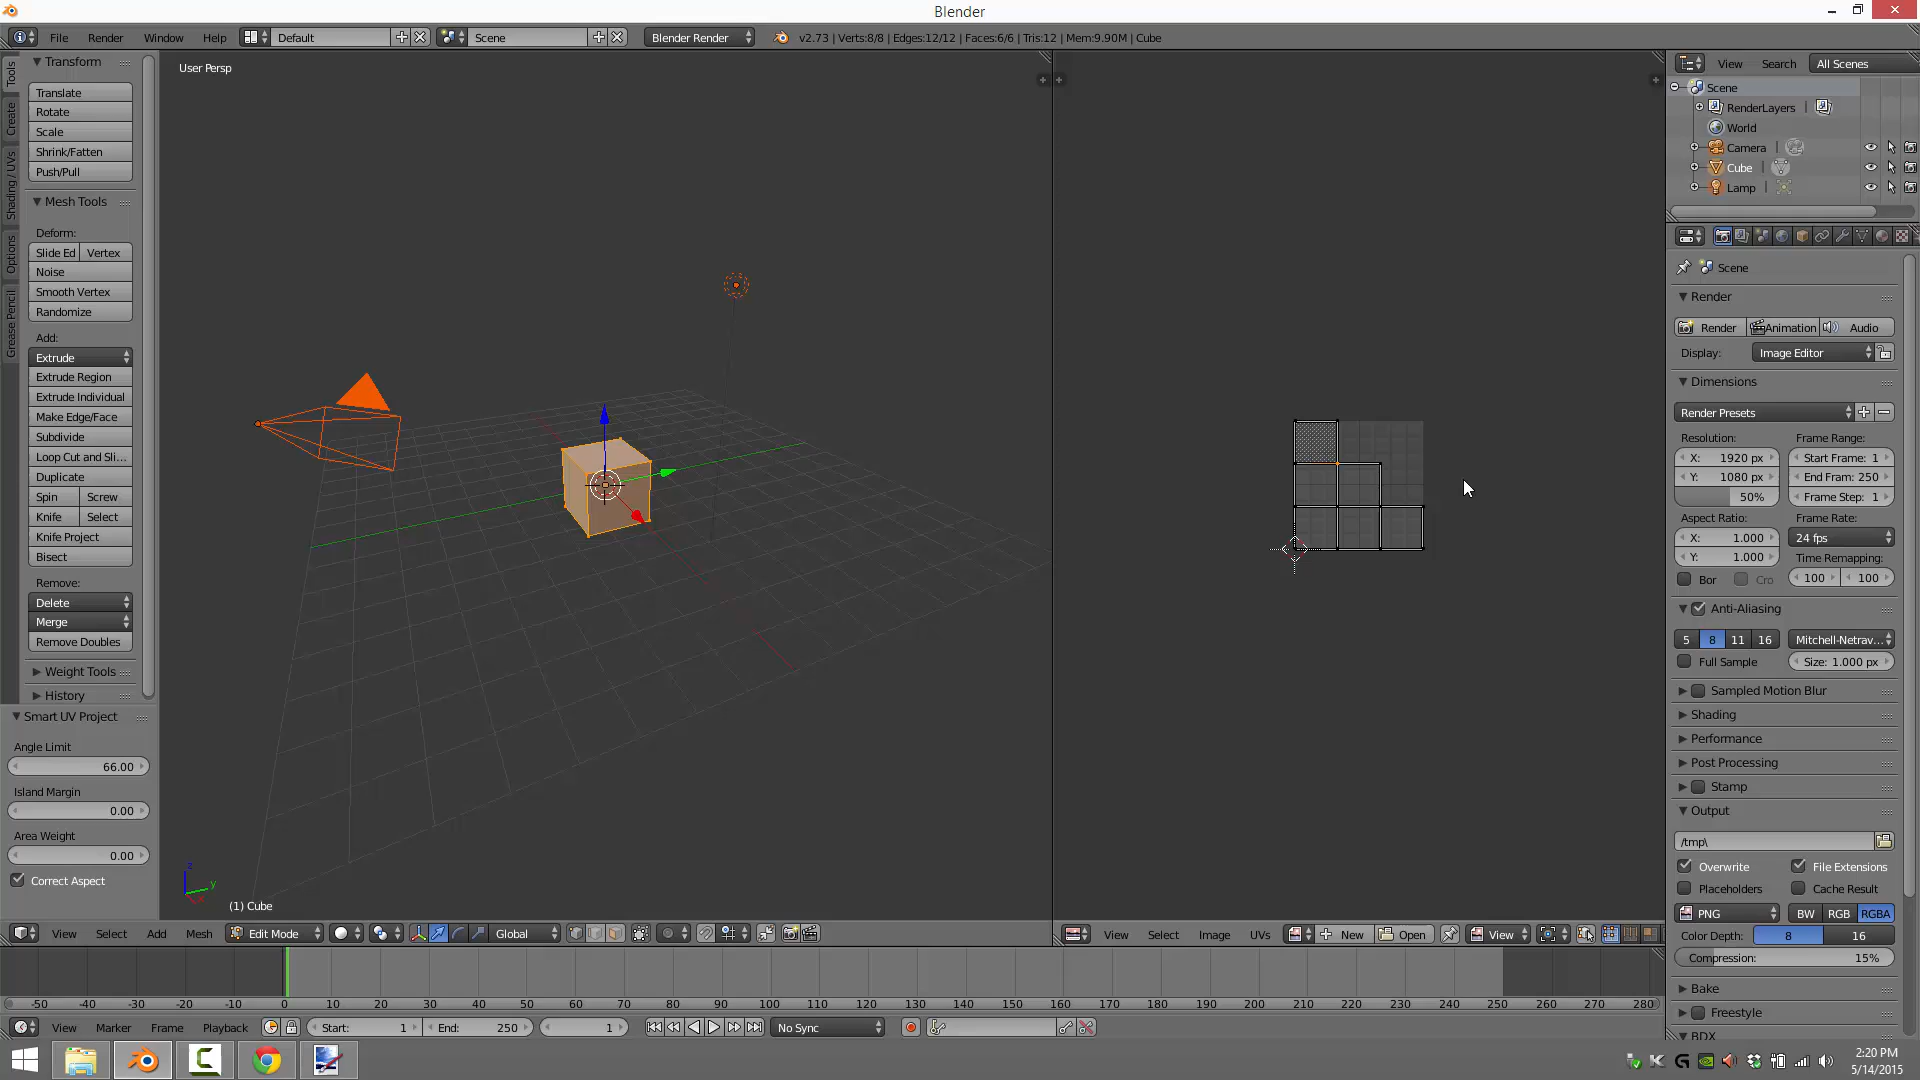 Blender
File Render Window Help Default Scene Blender Render v2.73 | Verts:8/8 | Edges:12/12 | Faces:6/6 | Tris:12 | Mem:9.90M | Cube
Tools
Create
Shading / UVs
Options
Grease Pencil
Transform
Translate
Rotate
Scale
Shrink/Fatten
Push/Pull
Mesh Tools
Deform:
Slide Ed Vertex
Noise
Smooth Vertex
Randomize
Add:
Extrude
Extrude Region
Extrude Individual
Make Edge/Face
Subdivide
Loop Cut and Sli...
Duplicate
Spin Screw
Knife Select
Knife Project
Bisect
Remove:
Delete
Merge
Remove Doubles
Weight Tools
History
Smart UV Project
Angle Limit
66.00
Island Margin
0.00
Area Weight
0.00
Correct Aspect
User Persp
z
y
x
(1) Cube
View Select Add Mesh Edit Mode Global
View Select Image UVs New Open View
View Search All Scenes
Scene
RenderLayers |
World
Camera |
Cube |
Lamp |
Scene
Render
Render Animation Audio
Display: Image Editor
Dimensions
Render Presets
Resolution: Frame Range:
X: 1920 px Start Frame: 1
Y: 1080 px End Fram: 250
50% Frame Step: 1
Aspect Ratio: Frame Rate:
X: 1.000 24 fps
Y: 1.000 Time Remapping:
Bor Cro 100 100
Anti-Aliasing
5 8 11 16 Mitchell-Netrav...
Full Sample Size: 1.000 px
Sampled Motion Blur
Shading
Performance
Post Processing
Stamp
Output
/tmp\
Overwrite File Extensions
Placeholders Cache Result
PNG BW RGB RGBA
Color Depth: 8 16
Compression: 15%
Bake
Freestyle
BDX
-50 -40 -30 -20 -10 0 10 20 30 40 50 60 70 80 90 100 110 120 130 140 150 160 170 180 190 200 210 220 230 240 250 260 270 280
View Marker Frame Playback Start: 1 End: 250 1 No Sync
2:20 PM
5/14/2015